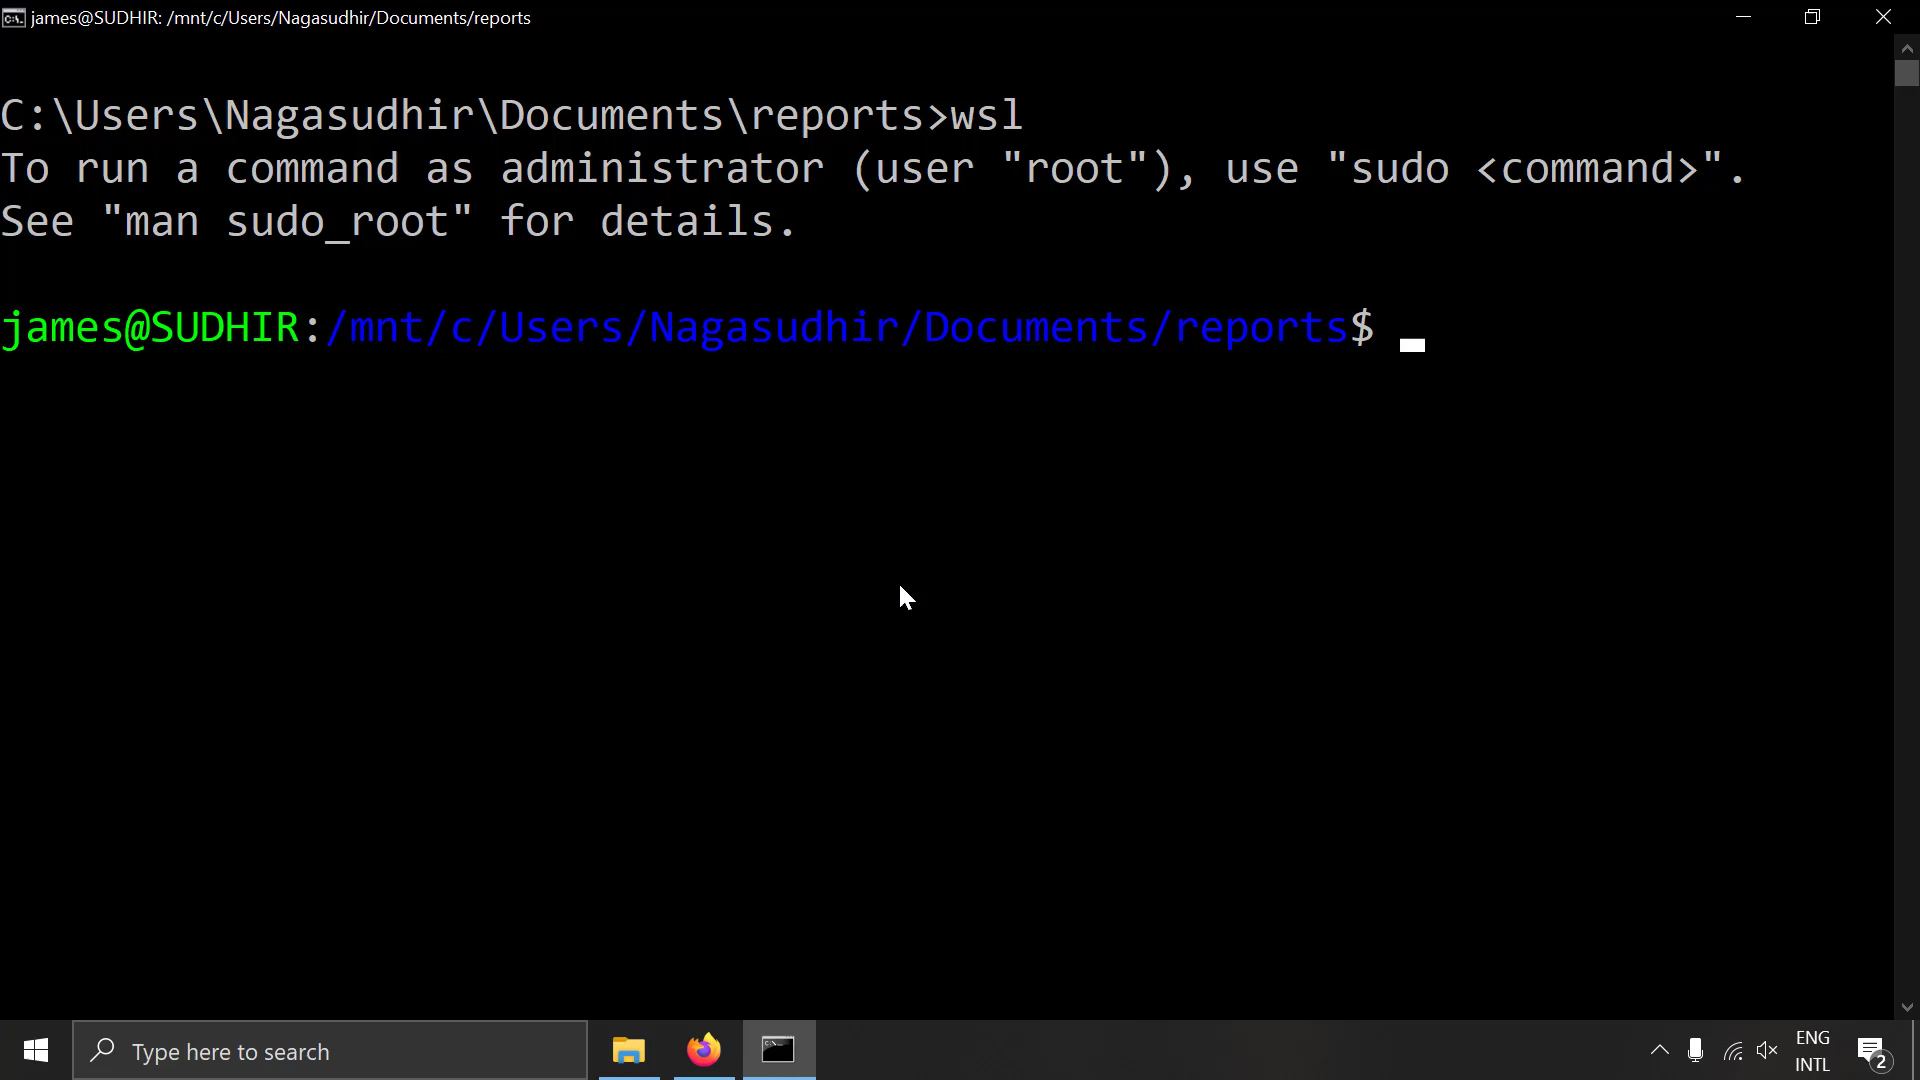 james@SUDHIR: /mnt/c/Users/Nagasudhir/Documents/reports
C:\Users\Nagasudhir\Documents\reports>wsl
To run a command as administrator (user "root"), use "sudo <command>".
See "man sudo_root" for details.
james@SUDHIR:/mnt/c/Users/Nagasudhir/Documents/reports$
Type here to search
ENG
INTL
2